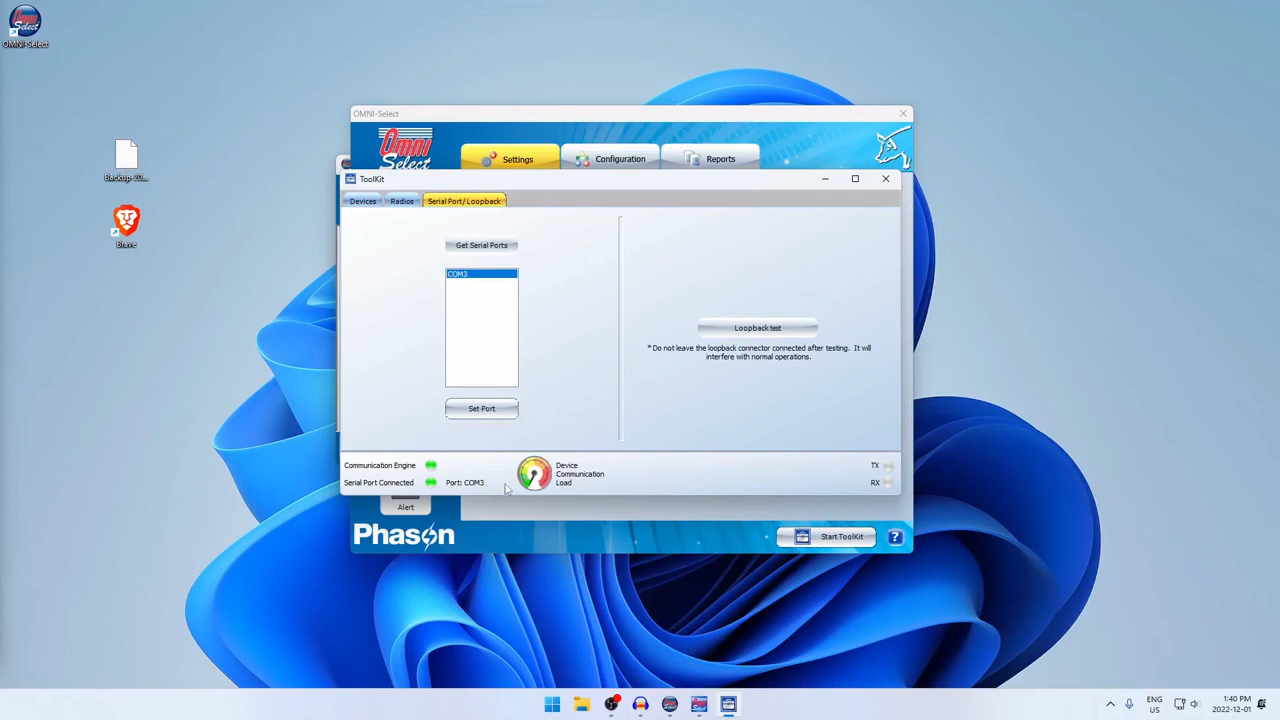 OMNI-Select
Backup-20...
Brave
OMNI-Select
Omni
Select
Settings
Configuration
Reports
ToolKit
Devices
Radios
Serial Port/Loopback
Get Serial Ports
COM3
Set Port
Loopback test
*Do not leave the loopback connector connected after testing. It will
interfere with normal operations.
Communication Engine
Serial Port Connected
Port: COM3
Device
Communication
Load
TX
RX
Alert
Phason
Start ToolKit
?
ENG
US
1:40 PM
2022-12-01